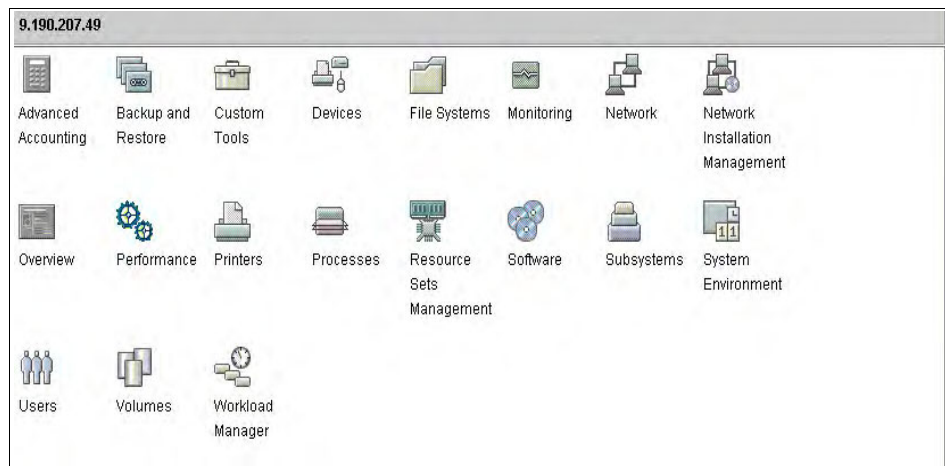 9.190.207.49
Advanced Accounting
Backup and Restore
Custom Tools
Devices
File Systems
Monitoring
Network
Network Installation Management
Overview
Performance
Printers
Processes
Resource Sets Management
Software
Subsystems
System Environment
Users
Volumes
Workload Manager